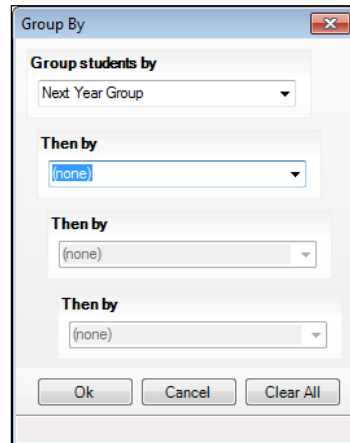 Group By
Group students by
Next Year Group
Then by
(none)
Then by
(none)
Then by
(none)
Ok Cancel Clear All